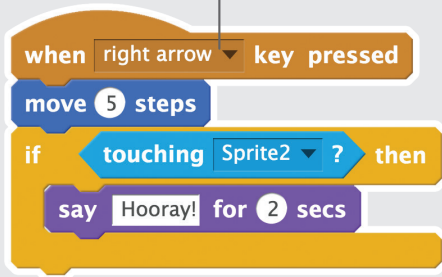 when right arrow key pressed
move 5 steps
if touching Sprite2 ? then
say Hooray! for 2 secs